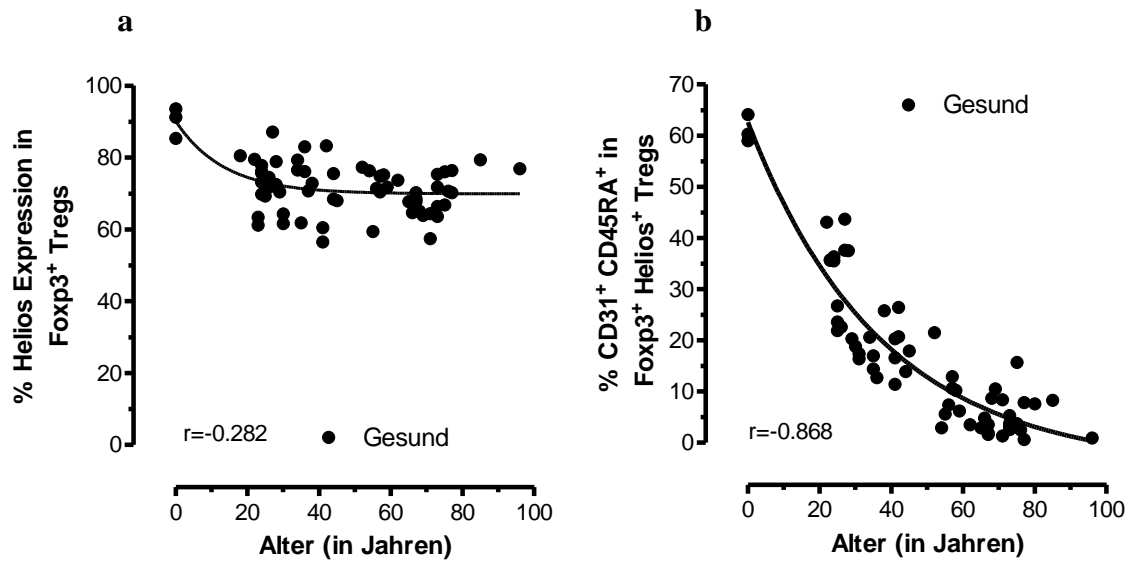 a
% Helios Expression in
Foxp3⁺ Tregs
100
80
60
40
20
0
r=-0.282
Gesund
0 20 40 60 80 100
Alter (in Jahren)
b
% CD31⁺ CD45RA⁺ in
Foxp3⁺ Helios⁺ Tregs
70
60
50
40
30
20
10
0
Gesund
r=-0.868
0 20 40 60 80 100
Alter (in Jahren)